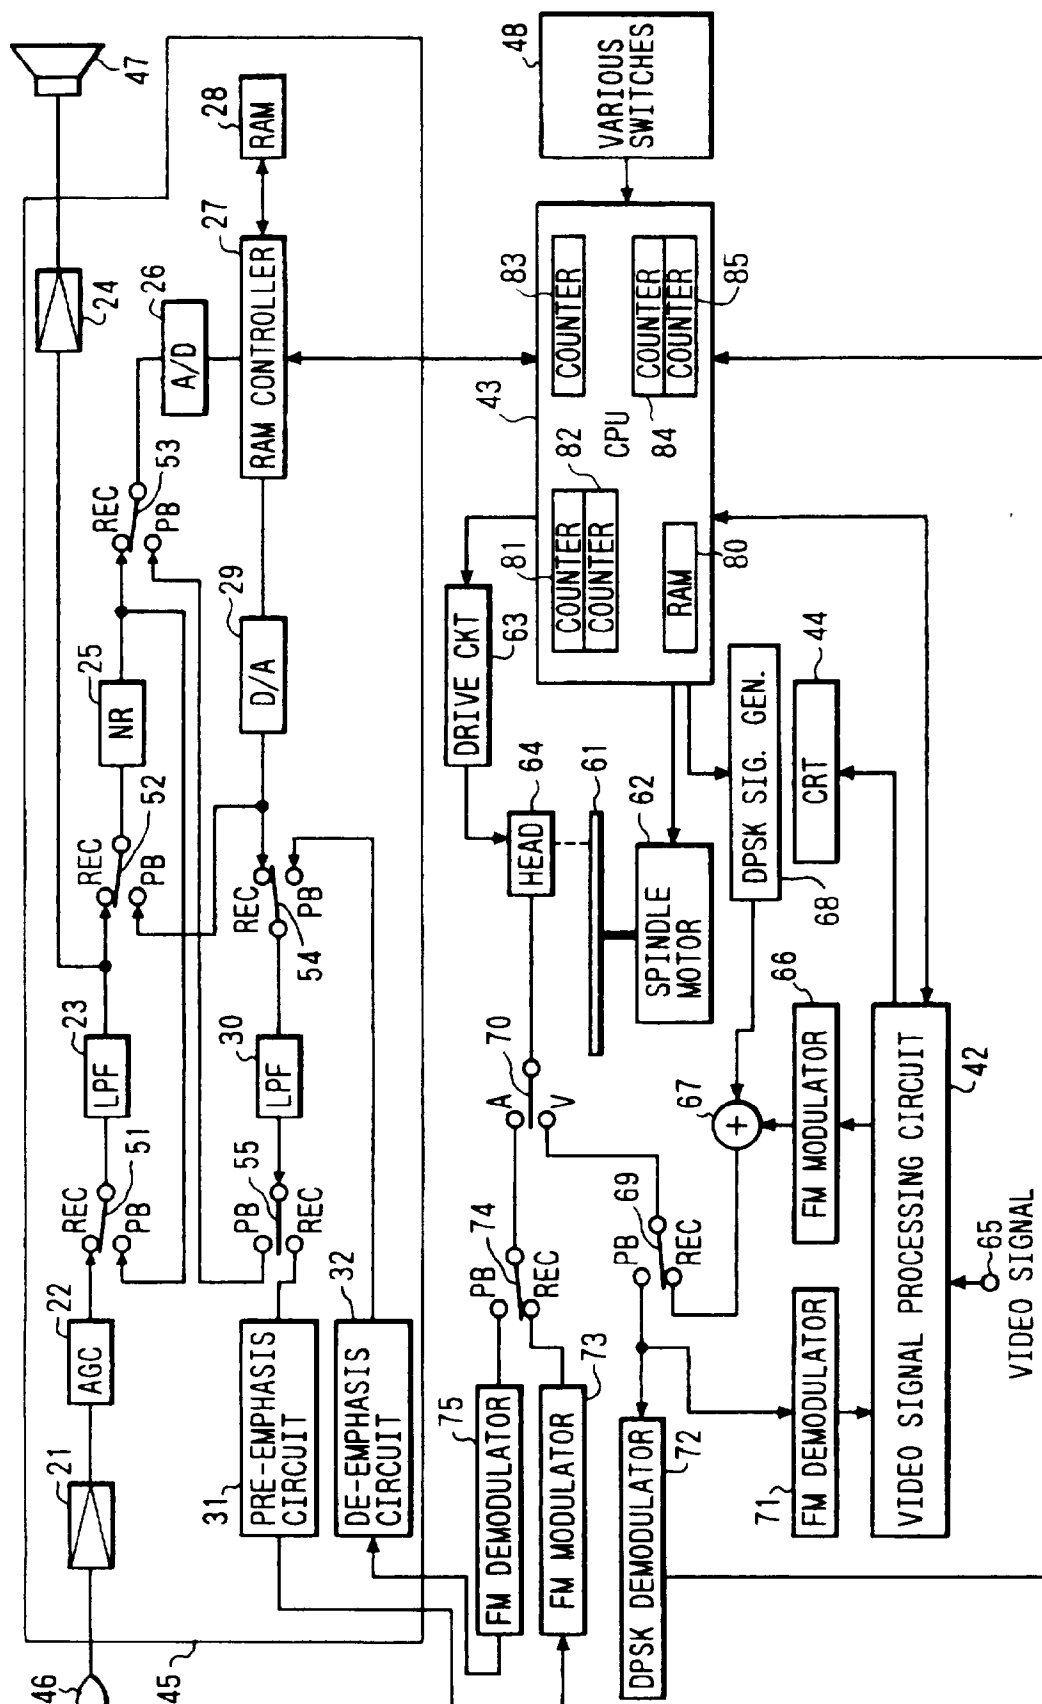 46
45
21
22
AGC
REC
PB
51
23
LPF
REC
PB
52
25
NR
REC
PB
53
24
47
26
A/D
28
RAM
27
RAM CONTROLLER
29
D/A
REC
PB
54
30
LPF
PB
55
REC
31
PRE-EMPHASIS
CIRCUIT
32
DE-EMPHASIS
CIRCUIT
75
FM DEMODULATOR
FM MODULATOR
73
PB
74
REC
A
70
V
64
HEAD
DRIVE CKT
63
61
62
SPINDLE
MOTOR
43
CPU
81
COUNTER
COUNTER
82
COUNTER
83
84
COUNTER
COUNTER
85
RAM
80
48
VARIOUS
SWITCHES
DPSK DEMODULATOR
72
PB
69
REC
67
+
DPSK SIG. GEN.
68
CRT
44
71
FM DEMODULATOR
FM MODULATOR
66
VIDEO SIGNAL PROCESSING CIRCUIT
42
65
VIDEO SIGNAL